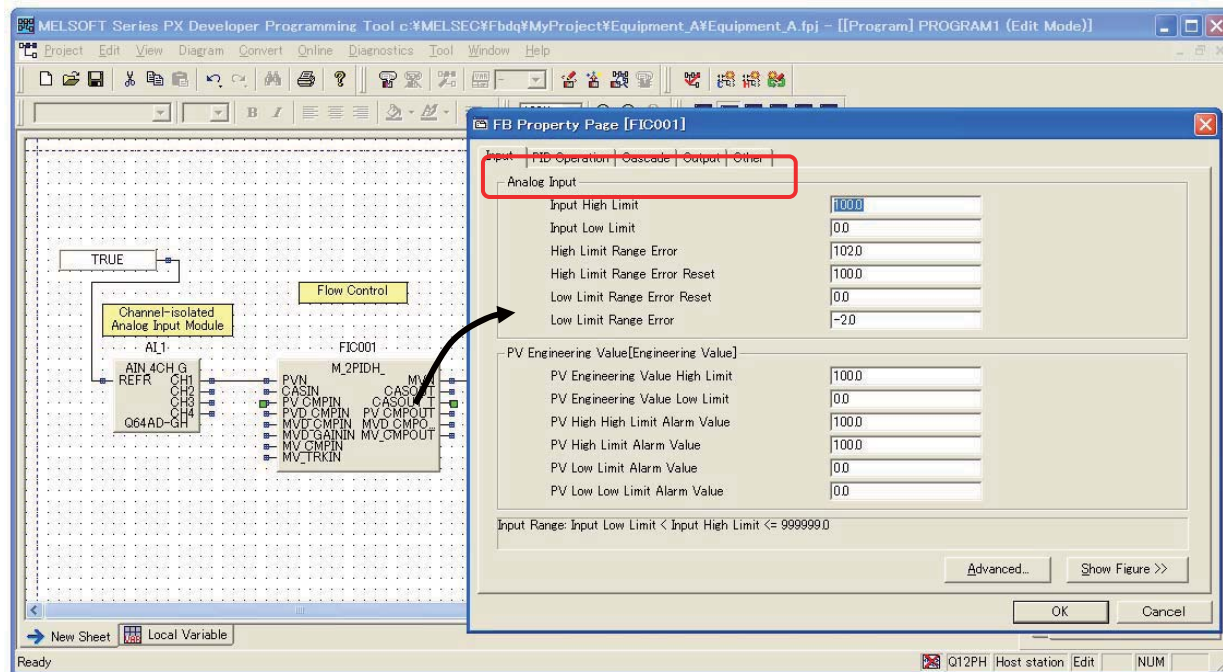 MELSOFT Series PX Developer Programming Tool c:¥MELSEC¥Fbdq¥MyProject¥Equipment_A¥Equipment_A.fpj - [[Program] PROGRAM1 (Edit Mode)]
Project Edit View Diagram Convert Online Diagnostics Tool Window Help
B I
FB Property Page [FIC001]
Input PID Operation Cascade Output Other
Analog Input
Input High Limit 100.0
Input Low Limit 0.0
High Limit Range Error 102.0
High Limit Range Error Reset 100.0
Low Limit Range Error Reset 0.0
Low Limit Range Error -2.0
PV Engineering Value[Engineering Value]
PV Engineering Value High Limit 100.0
PV Engineering Value Low Limit 0.0
PV High High Limit Alarm Value 100.0
PV High Limit Alarm Value 100.0
PV Low Limit Alarm Value 0.0
PV Low Low Limit Alarm Value 0.0
Input Range: Input Low Limit < Input High Limit <= 999999.0
Advanced... Show Figure >>
OK Cancel
TRUE
Flow Control
Channel-isolated
Analog Input Module
AI_1
AIN_4CH_G
REFR CH1
CH2
CH3
CH4
Q64AD-GH
FIC001
M_2PIDH_
PVN MVN
CASIN CASOUT
PV_CMPIN CASOUT_T
PVD_CMPIN PV_CMPOUT
MVD_CMPIN MVD_CMPO...
MVD_GAININ MV_CMPOUT
MV_CMPIN
MV_TRKIN
New Sheet Local Variable
Ready Q12PH Host station Edit NUM